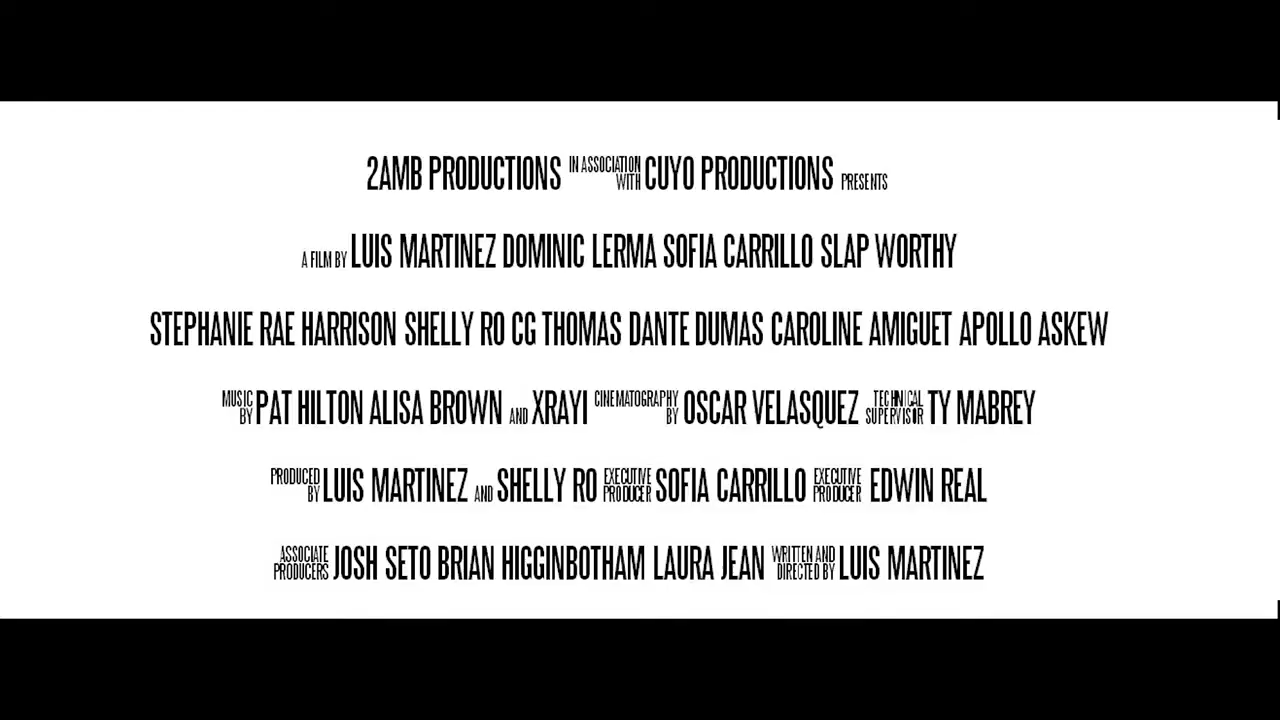 2AMB PRODUCTIONS IN ASSOCIATION WITH CUYO PRODUCTIONS PRESENTS
A FILM BY LUIS MARTINEZ DOMINIC LERMA SOFIA CARRILLO SLAP WORTHY
STEPHANIE RAE HARRISON SHELLY RO CG THOMAS DANTE DUMAS CAROLINE AMIGUET APOLLO ASKEW
MUSIC BY PAT HILTON ALISA BROWN AND XRAYI CINEMATOGRAPHY BY OSCAR VELASQUEZ TECHNICAL SUPERVISOR TY MABREY
PRODUCED BY LUIS MARTINEZ AND SHELLY RO EXECUTIVE PRODUCER SOFIA CARRILLO EXECUTIVE PRODUCER EDWIN REAL
ASSOCIATE PRODUCERS JOSH SETO BRIAN HIGGINBOTHAM LAURA JEAN WRITTEN AND DIRECTED BY LUIS MARTINEZ